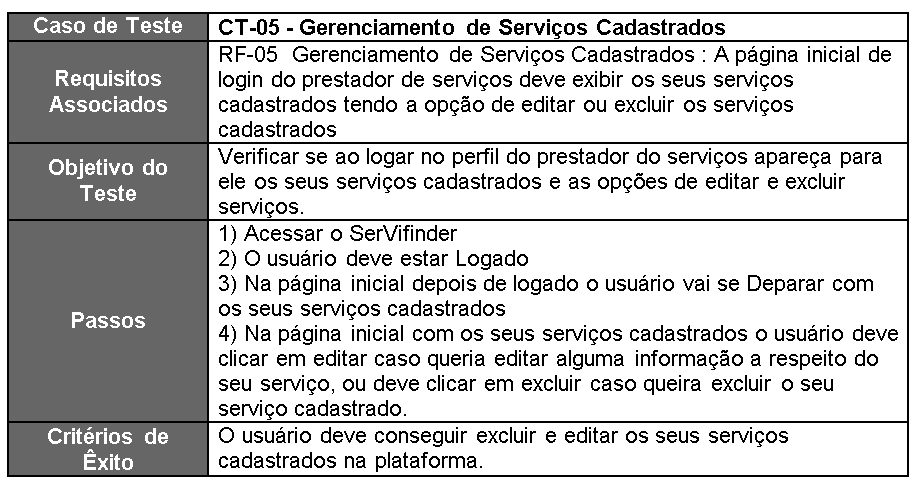 Caso de Teste
CT-05 - Gerenciamento de Serviços Cadastrados
Requisitos
Associados
RF-05 Gerenciamento de Serviços Cadastrados : A página inicial de
login do prestador de serviços deve exibir os seus serviços
cadastrados tendo a opção de editar ou excluir os serviços
cadastrados
Objetivo do
Teste
Verificar se ao logar no perfil do prestador do serviços apareça para
ele os seus serviços cadastrados e as opções de editar e excluir
serviços.
Passos
1) Acessar o SerVifinder
2) O usuário deve estar Logado
3) Na página inicial depois de logado o usuário vai se Deparar com
os seus serviços cadastrados
4) Na página inicial com os seus serviços cadastrados o usuário deve
clicar em editar caso queria editar alguma informação a respeito do
seu serviço, ou deve clicar em excluir caso queira excluir o seu
serviço cadastrado.
Critérios de
Êxito
O usuário deve conseguir excluir e editar os seus serviços
cadastrados na plataforma.